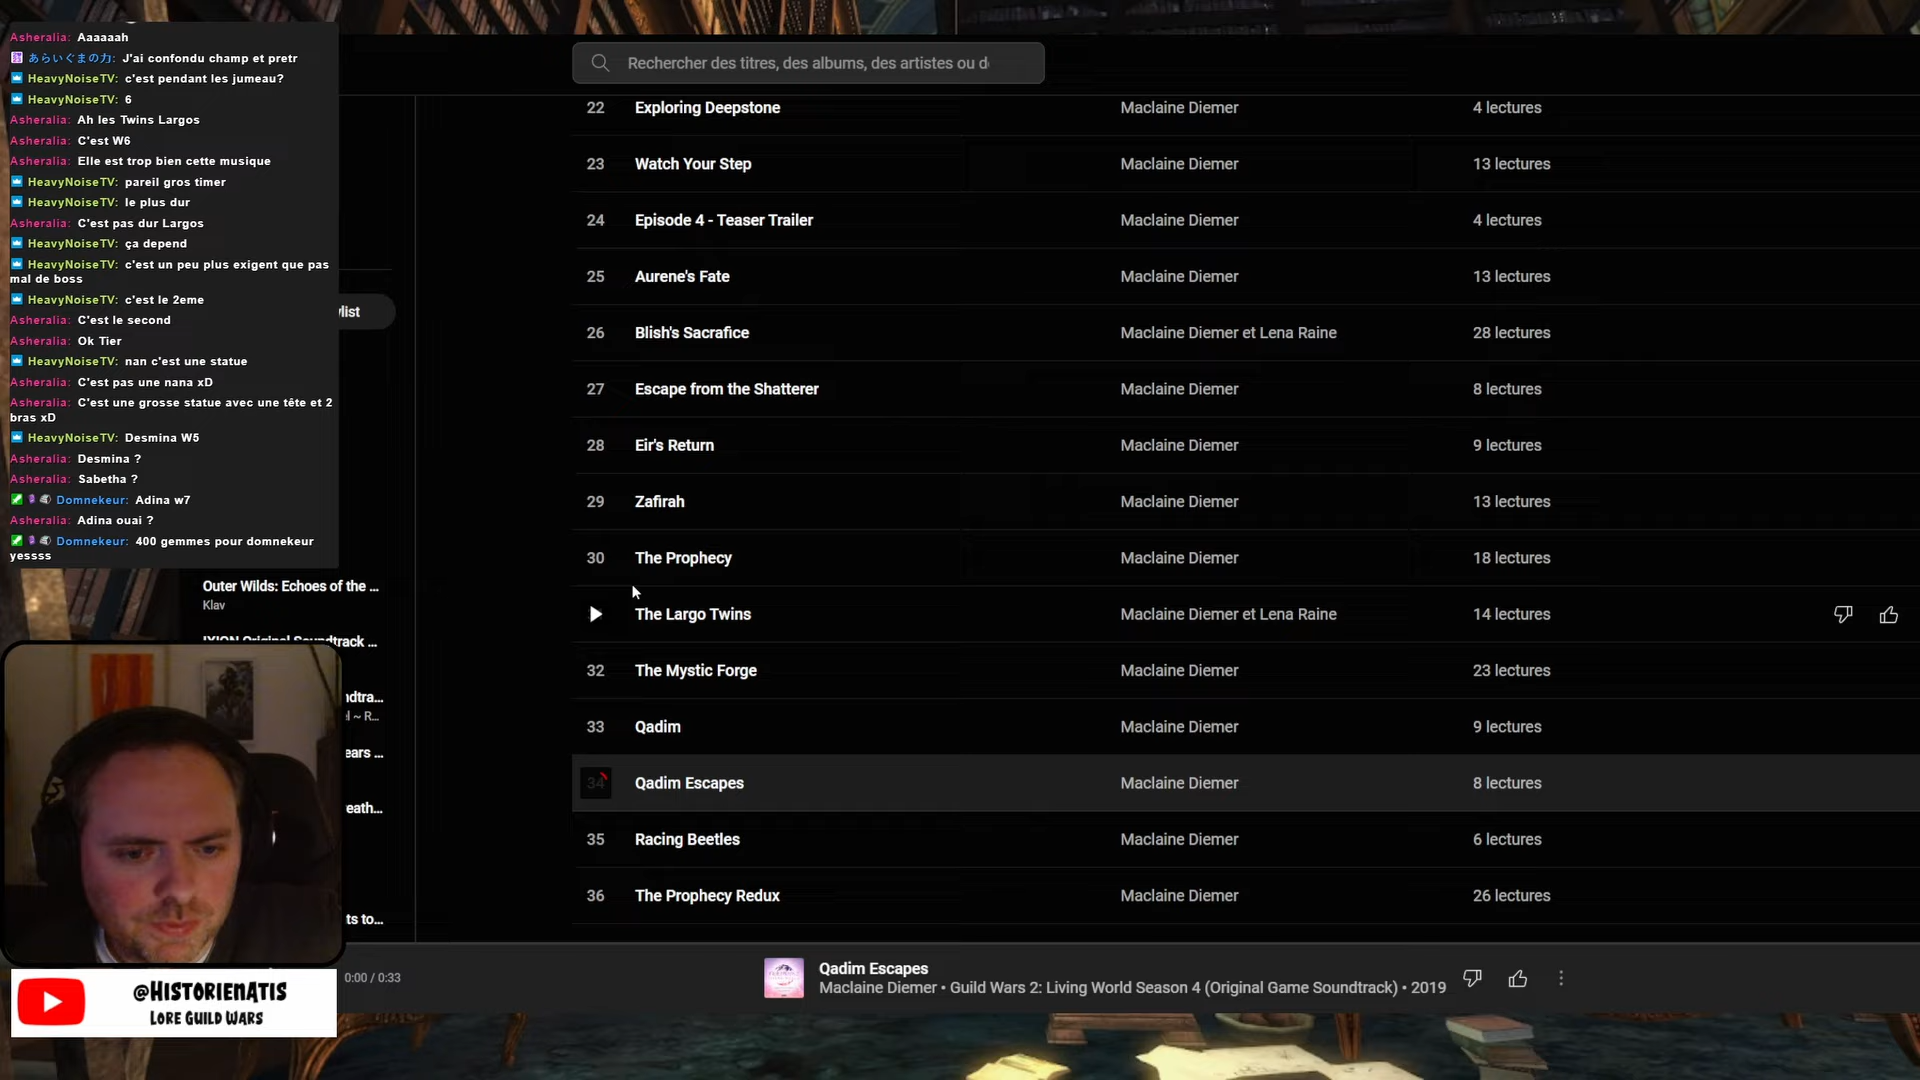 Asheralia: Aaaaaah
あらいぐまの力: J'ai confondu champ et pretr
HeavyNoiseTV: c'est pendant les jumeau?
HeavyNoiseTV: 6
Asheralia: Ah les Twins Largos
Asheralia: C'est W6
Asheralia: Elle est trop bien cette musique
HeavyNoiseTV: pareil gros timer
HeavyNoiseTV: le plus dur
Asheralia: C'est pas dur Largos
HeavyNoiseTV: ça depend
HeavyNoiseTV: c'est un peu plus exigent que pas
mal de boss
HeavyNoiseTV: c'est le 2eme
Asheralia: C'est le second
Asheralia: Ok Tier
HeavyNoiseTV: nan c'est une statue
Asheralia: C'est pas une nana xD
Asheralia: C'est une grosse statue avec une tête et 2
bras xD
HeavyNoiseTV: Desmina W5
Asheralia: Desmina ?
Asheralia: Sabetha ?
Domnekeur: Adina w7
Asheralia: Adina ouai ?
Domnekeur: 400 gemmes pour domnekeur
yessss
ylist
Outer Wilds: Echoes of the ...
Klav
IXION Original Soundtrack ...
ndtra...
l ~ R...
ears ...
eath...
ts to...
Rechercher des titres, des albums, des artistes ou d
22 Exploring Deepstone Maclaine Diemer 4 lectures
23 Watch Your Step Maclaine Diemer 13 lectures
24 Episode 4 - Teaser Trailer Maclaine Diemer 4 lectures
25 Aurene's Fate Maclaine Diemer 13 lectures
26 Blish's Sacrafice Maclaine Diemer et Lena Raine 28 lectures
27 Escape from the Shatterer Maclaine Diemer 8 lectures
28 Eir's Return Maclaine Diemer 9 lectures
29 Zafirah Maclaine Diemer 13 lectures
30 The Prophecy Maclaine Diemer 18 lectures
The Largo Twins Maclaine Diemer et Lena Raine 14 lectures
32 The Mystic Forge Maclaine Diemer 23 lectures
33 Qadim Maclaine Diemer 9 lectures
34 Qadim Escapes Maclaine Diemer 8 lectures
35 Racing Beetles Maclaine Diemer 6 lectures
36 The Prophecy Redux Maclaine Diemer 26 lectures
@HISTORIENATIS
LORE GUILD WARS
0:00 / 0:33
Qadim Escapes
Maclaine Diemer • Guild Wars 2: Living World Season 4 (Original Game Soundtrack) • 2019